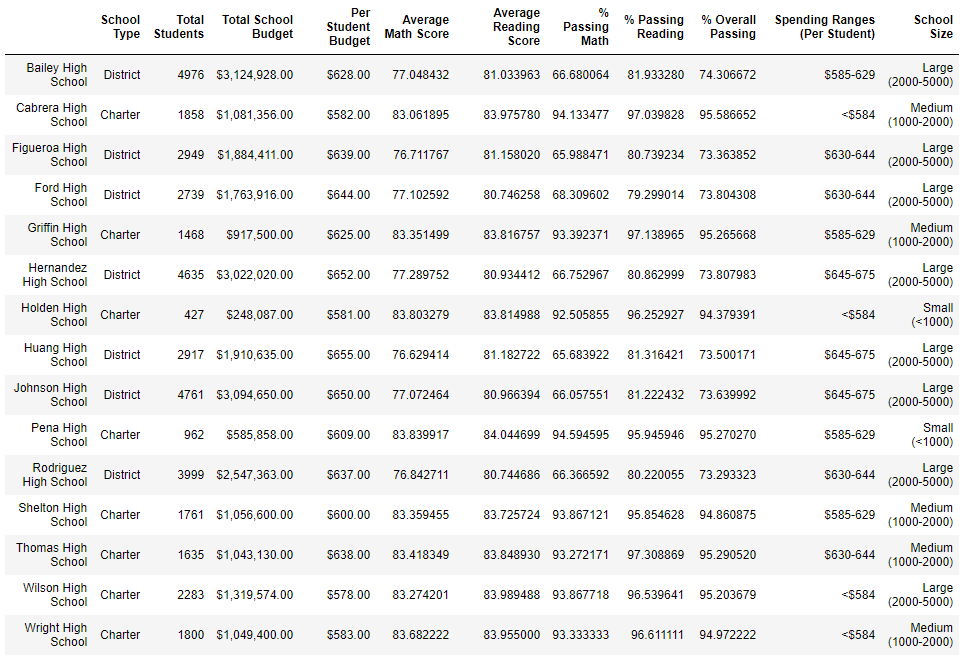 School Type Total Students Total School Budget Per Student Budget Average Math Score Average Reading Score % Passing Math % Passing Reading % Overall Passing Spending Ranges (Per Student) School Size
Bailey High School District 4976 $3,124,928.00 $628.00 77.048432 81.033963 66.680064 81.933280 74.306672 $585-629 Large (2000-5000)
Cabrera High School Charter 1858 $1,081,356.00 $582.00 83.061895 83.975780 94.133477 97.039828 95.586652 <$584 Medium (1000-2000)
Figueroa High School District 2949 $1,884,411.00 $639.00 76.711767 81.158020 65.988471 80.739234 73.363852 $630-644 Large (2000-5000)
Ford High School District 2739 $1,763,916.00 $644.00 77.102592 80.746258 68.309602 79.299014 73.804308 $630-644 Large (2000-5000)
Griffin High School Charter 1468 $917,500.00 $625.00 83.351499 83.816757 93.392371 97.138965 95.265668 $585-629 Medium (1000-2000)
Hernandez High School District 4635 $3,022,020.00 $652.00 77.289752 80.934412 66.752967 80.862999 73.807983 $645-675 Large (2000-5000)
Holden High School Charter 427 $248,087.00 $581.00 83.803279 83.814988 92.505855 96.252927 94.379391 <$584 Small (<1000)
Huang High School District 2917 $1,910,635.00 $655.00 76.629414 81.182722 65.683922 81.316421 73.500171 $645-675 Large (2000-5000)
Johnson High School District 4761 $3,094,650.00 $650.00 77.072464 80.966394 66.057551 81.222432 73.639992 $645-675 Large (2000-5000)
Pena High School Charter 962 $585,858.00 $609.00 83.839917 84.044699 94.594595 95.945946 95.270270 $585-629 Small (<1000)
Rodriguez High School District 3999 $2,547,363.00 $637.00 76.842711 80.744686 66.366592 80.220055 73.293323 $630-644 Large (2000-5000)
Shelton High School Charter 1761 $1,056,600.00 $600.00 83.359455 83.725724 93.867121 95.854628 94.860875 $585-629 Medium (1000-2000)
Thomas High School Charter 1635 $1,043,130.00 $638.00 83.418349 83.848930 93.272171 97.308869 95.290520 $630-644 Medium (1000-2000)
Wilson High School Charter 2283 $1,319,574.00 $578.00 83.274201 83.989488 93.867718 96.539641 95.203679 <$584 Large (2000-5000)
Wright High School Charter 1800 $1,049,400.00 $583.00 83.682222 83.955000 93.333333 96.611111 94.972222 <$584 Medium (1000-2000)